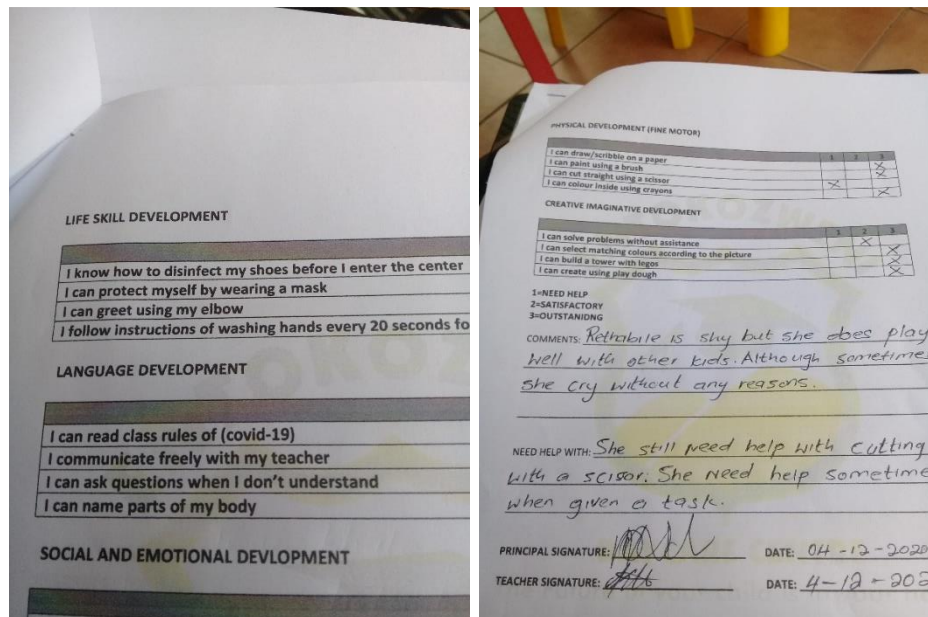 LIFE SKILL DEVELOPMENT
I know how to disinfect my shoes before I enter the center
I can protect myself by wearing a mask
I can greet using my elbow
I follow instructions of washing hands every 20 seconds fo
LANGUAGE DEVELOPMENT
I can read class rules of (covid-19)
I communicate freely with my teacher
I can ask questions when I don't understand
I can name parts of my body
SOCIAL AND EMOTIONAL DEVLOPMENT
PHYSICAL DEVELOPMENT (FINE MOTOR)
1 2 3
I can draw/scribble on a paper
I can paint using a brush X
I can cut straight using a scissor X
I can colour inside using crayons X
X
CREATIVE IMAGINATIVE DEVELOPMENT
1 2 3
I can solve problems without assistance X
I can select matching colours according to the picture X
I can build a tower with legos X
I can create using play dough X
1=NEED HELP
2=SATISFACTORY
3=OUTSTANIDNG
COMMENTS: Rethabile is shy but she does play
well with other kids. Although sometime
she cry without any reasons.
NEED HELP WITH: She still need help with cutting
with a scisor. She need help sometime
when given a task.
PRINCIPAL SIGNATURE: DATE: 04-12-2020
TEACHER SIGNATURE: DATE: 4-12-202